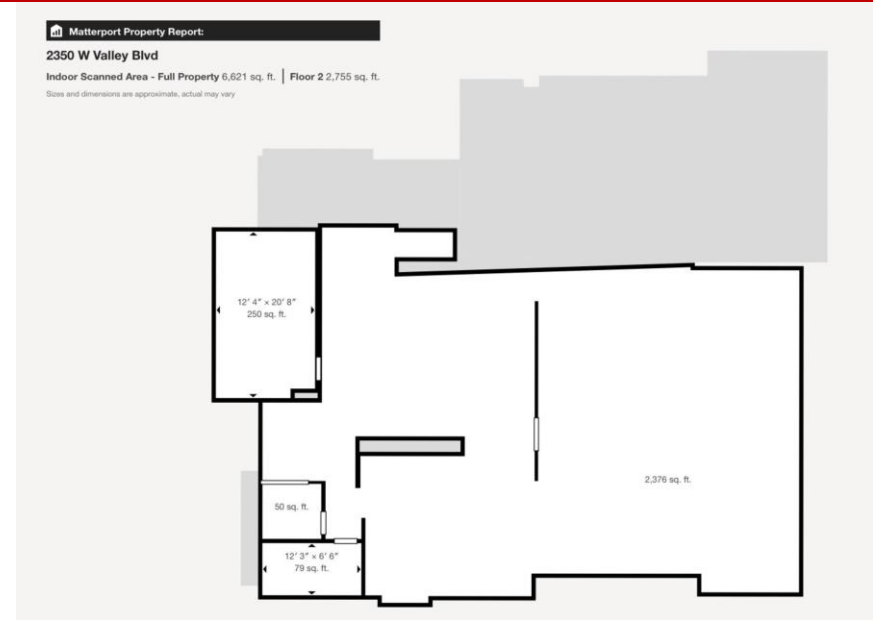 Matterport Property Report:
2350 W Valley Blvd
Indoor Scanned Area - Full Property 6,621 sq. ft. | Floor 2 2,755 sq. ft.
Sizes and dimensions are approximate, actual may vary
12' 4" × 20' 8"
250 sq. ft.
2,376 sq. ft.
50 sq. ft.
12' 3" × 6' 6"
79 sq. ft.